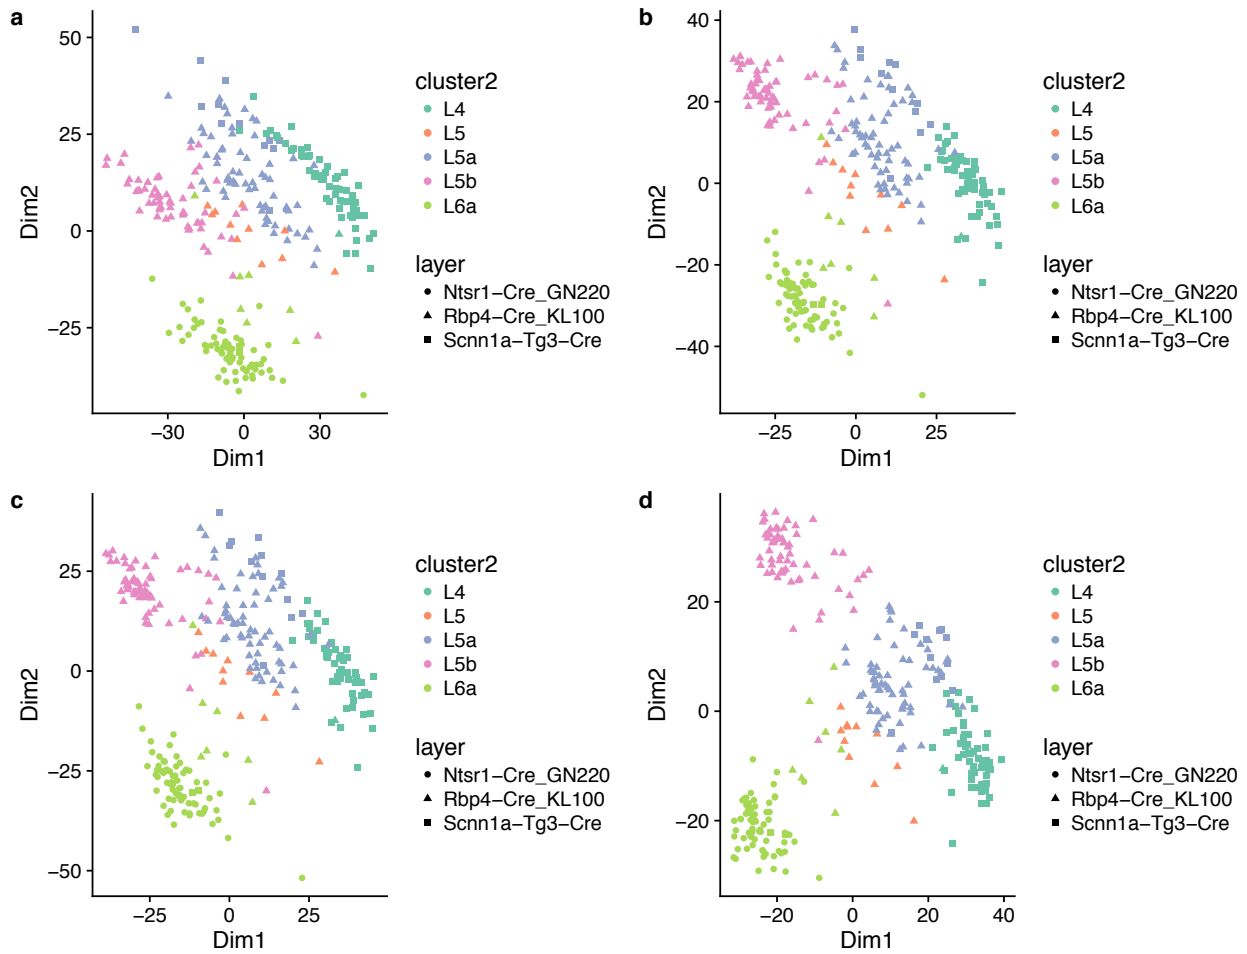 a
50
25
0
−25
−30
0
30
Dim1
Dim2
cluster2
L4
L5
L5a
L5b
L6a
layer
Ntsr1−Cre_GN220
Rbp4−Cre_KL100
Scnn1a−Tg3−Cre
b
40
20
0
−20
−40
−25
0
25
Dim1
Dim2
cluster2
L4
L5
L5a
L5b
L6a
layer
Ntsr1−Cre_GN220
Rbp4−Cre_KL100
Scnn1a−Tg3−Cre
c
25
0
−25
−50
−25
0
25
Dim1
Dim2
cluster2
L4
L5
L5a
L5b
L6a
layer
Ntsr1−Cre_GN220
Rbp4−Cre_KL100
Scnn1a−Tg3−Cre
d
20
0
−20
−20
0
20
40
Dim1
Dim2
cluster2
L4
L5
L5a
L5b
L6a
layer
Ntsr1−Cre_GN220
Rbp4−Cre_KL100
Scnn1a−Tg3−Cre